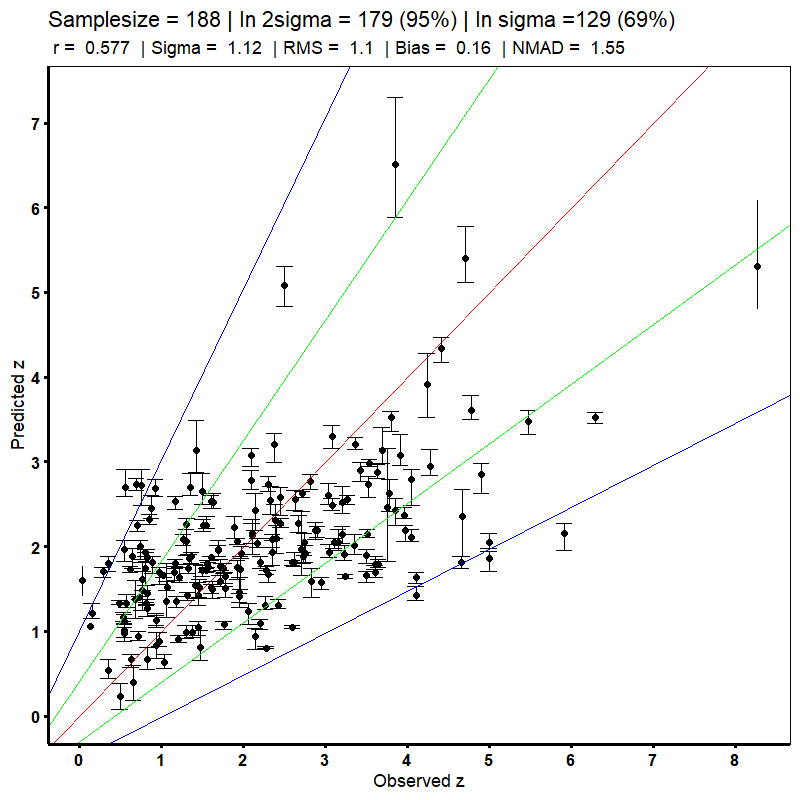 Samplesize = 188 | In 2sigma = 179 (95%) | In sigma =129 (69%)
r = 0.577 | Sigma = 1.12 | RMS = 1.1 | Bias = 0.16 | NMAD = 1.55
Predicted z
7
6
5
4
3
2
1
0
0 1 2 3 4 5 6 7 8
Observed z